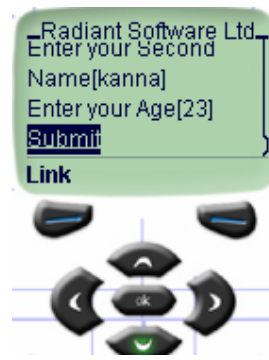 Radiant Software Ltd
Enter your Second
Name[kanna]
Enter your Age[23]
Submit
Link
ok